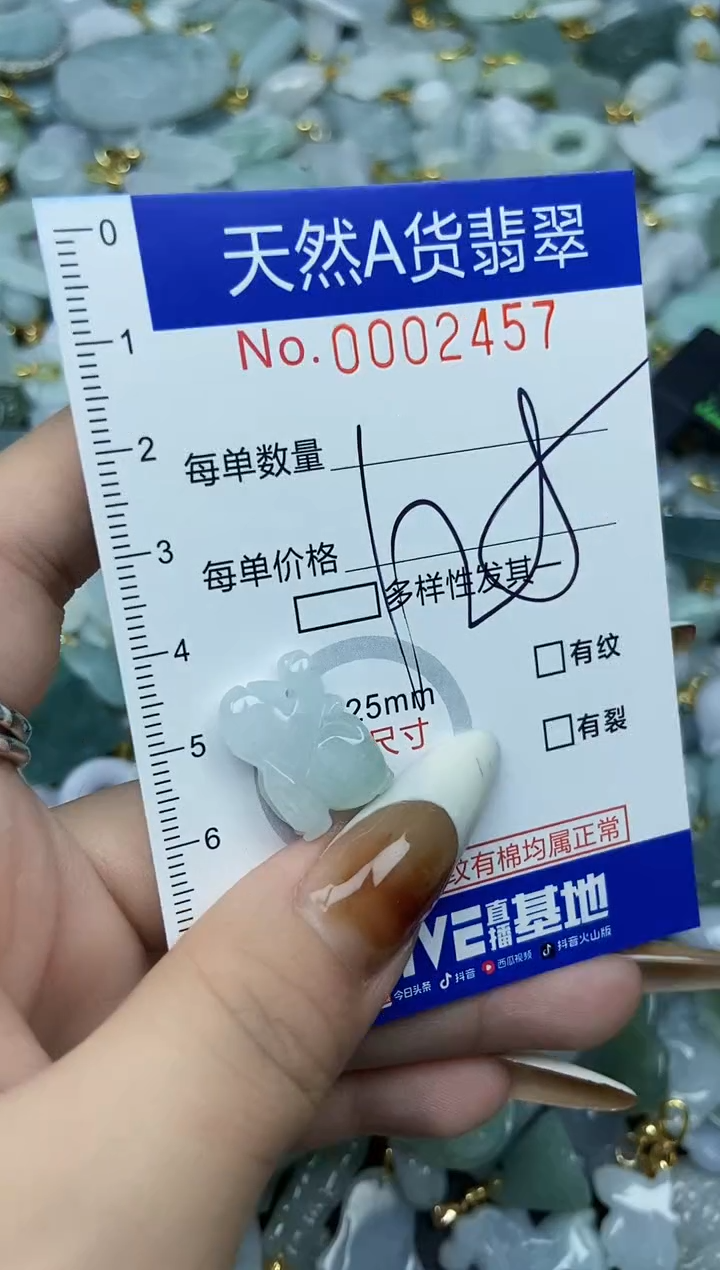 0
天然A货翡翠
No.0002457
1
2
每单数量
3
每单价格
多样性发其一
4
有纹
25mm
5
尺寸
有裂
6
纹有棉均属正常
直播基地
今日头条 抖音 西瓜视频 抖音火山版